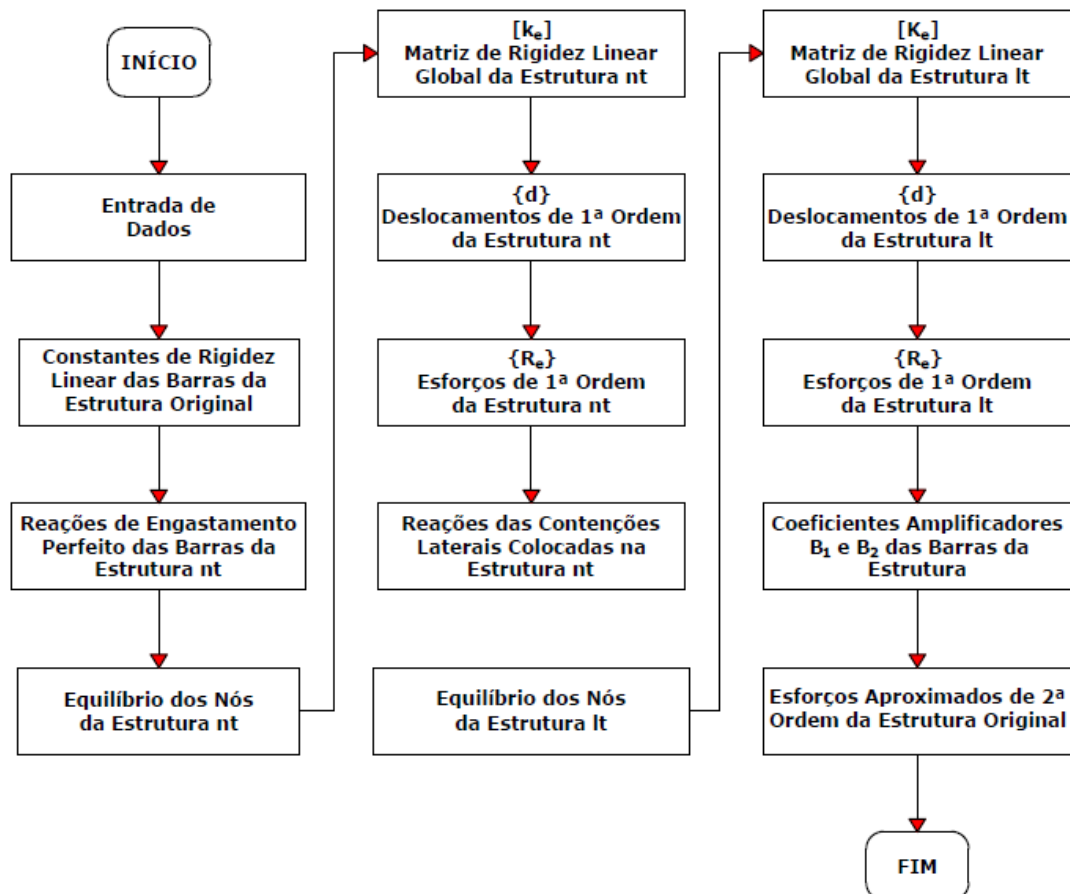 INÍCIO
Entrada de
Dados
Constantes de Rigidez
Linear das Barras da
Estrutura Original
Reações de Engastamento
Perfeito das Barras da
Estrutura nt
Equilíbrio dos Nós
da Estrutura nt
[kₑ]
Matriz de Rigidez Linear
Global da Estrutura nt
{d}
Deslocamentos de 1ª Ordem
da Estrutura nt
{Rₑ}
Esforços de 1ª Ordem
da Estrutura nt
Reações das Contenções
Laterais Colocadas na
Estrutura nt
Equilíbrio dos Nós
da Estrutura lt
[Kₑ]
Matriz de Rigidez Linear
Global da Estrutura lt
{d}
Deslocamentos de 1ª Ordem
da Estrutura lt
{Rₑ}
Esforços de 1ª Ordem
da Estrutura lt
Coeficientes Amplificadores
B₁ e B₂ das Barras da
Estrutura
Esforços Aproximados de 2ª
Ordem da Estrutura Original
FIM